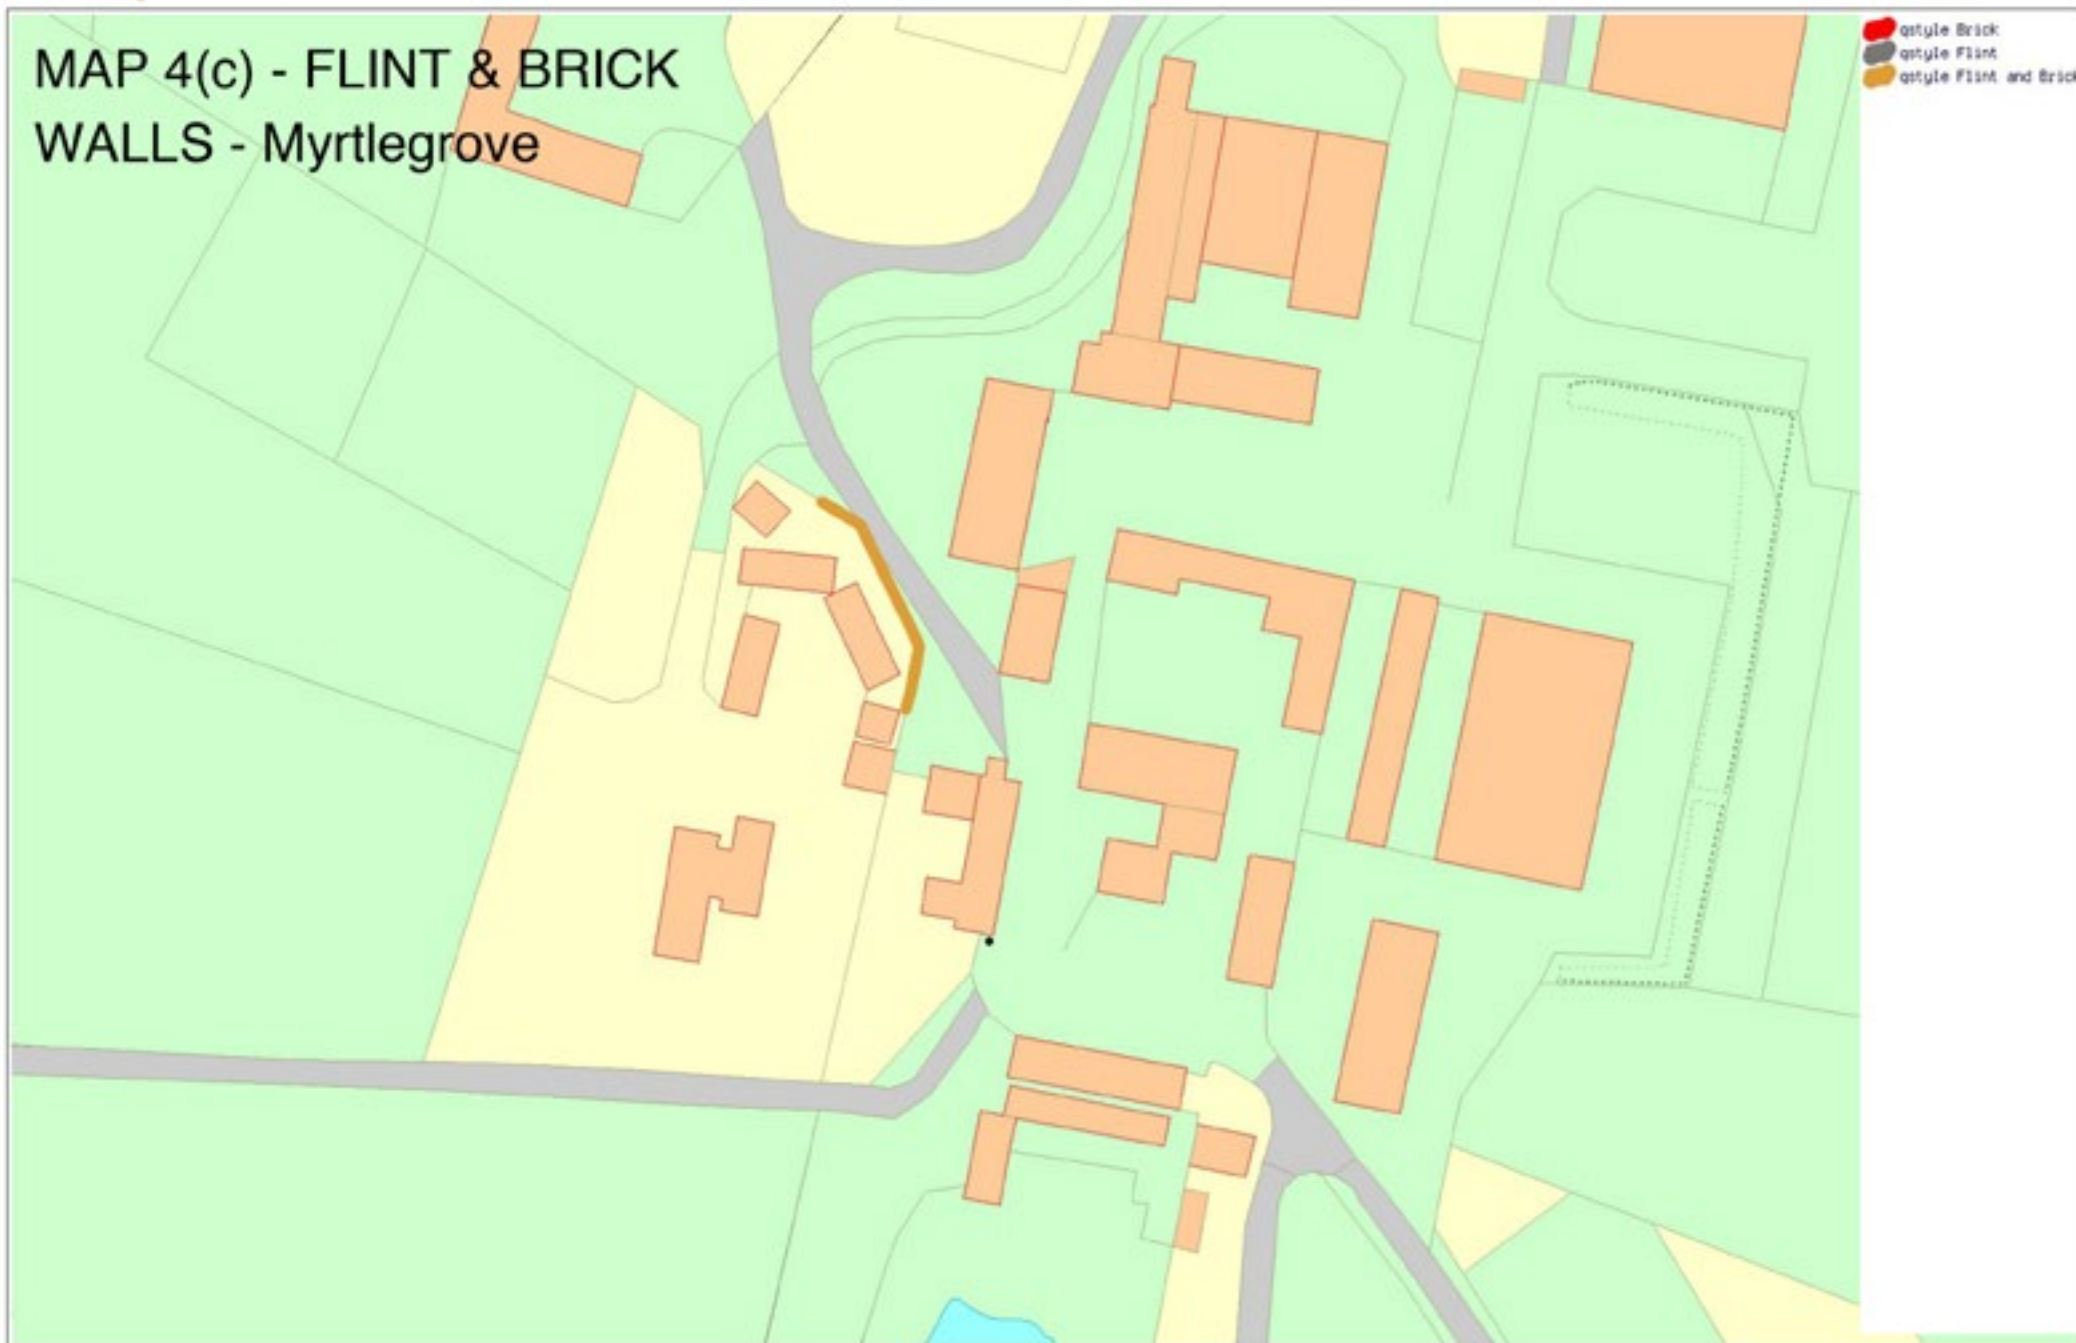 MAP 4(c) - FLINT & BRICK
WALLS - Myrtlegrove
qstyle Brick
qstyle Flint
qstyle Flint and Brick